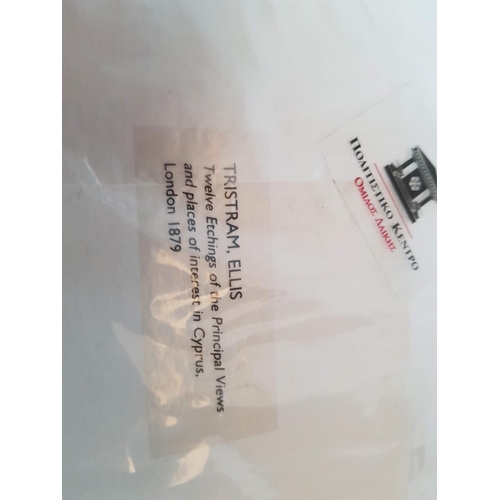 TRISTRAM, ELLIS
Twelve Etchings of the Principal Views
and places of interest in Cyprus.
London 1879
ΠΟΛΙΤΙΣΤΙΚΟ ΚΕΝΤΡΟ
ΟΜΙΛΟΣ ΛΑΪΚΗΣ